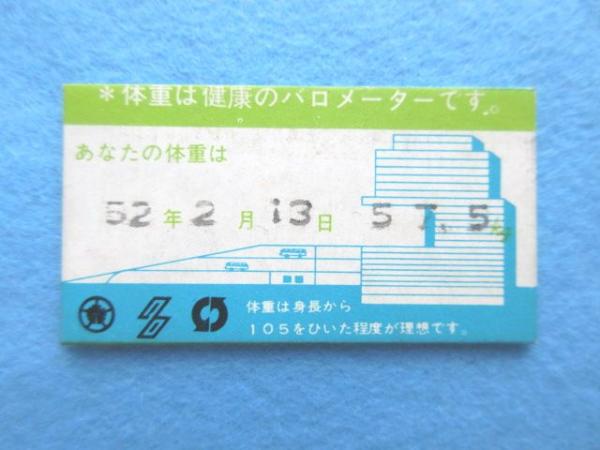 *体重は健康のバロメーターです。
あなたの体重は
52年2月13日 57.5kg
体重は身長から
105をひいた程度が理想です。